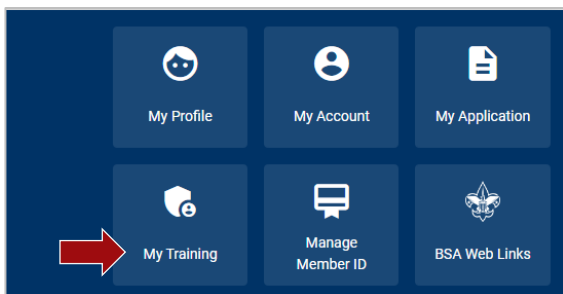 My Profile
My Account
My Application
My Training
Manage
Member ID
BSA Web Links